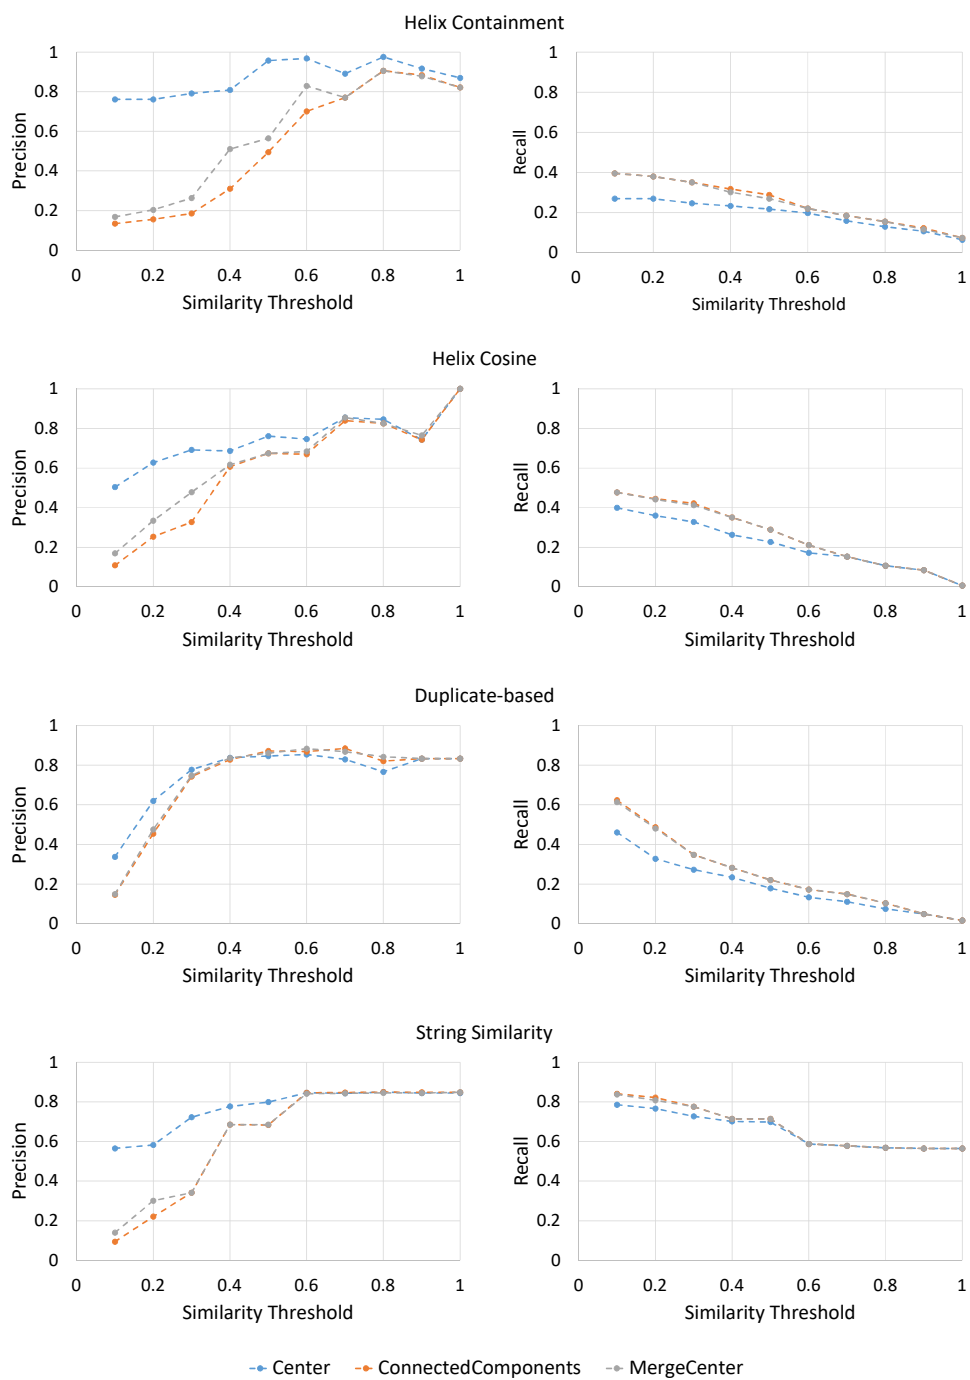 Helix Containment
1
0.8
0.6
0.4
0.2
0
Precision
0 0.2 0.4 0.6 0.8 1
Similarity Threshold
1
0.8
0.6
0.4
0.2
0
Recall
0 0.2 0.4 0.6 0.8 1
Similarity Threshold
Helix Cosine
1
0.8
0.6
0.4
0.2
0
Precision
0 0.2 0.4 0.6 0.8 1
Similarity Threshold
1
0.8
0.6
0.4
0.2
0
Recall
0 0.2 0.4 0.6 0.8 1
Similarity Threshold
Duplicate-based
1
0.8
0.6
0.4
0.2
0
Precision
0 0.2 0.4 0.6 0.8 1
Similarity Threshold
1
0.8
0.6
0.4
0.2
0
Recall
0 0.2 0.4 0.6 0.8 1
Similarity Threshold
String Similarity
1
0.8
0.6
0.4
0.2
0
Precision
0 0.2 0.4 0.6 0.8 1
Similarity Threshold
1
0.8
0.6
0.4
0.2
0
Recall
0 0.2 0.4 0.6 0.8 1
Similarity Threshold
Center ConnectedComponents MergeCenter